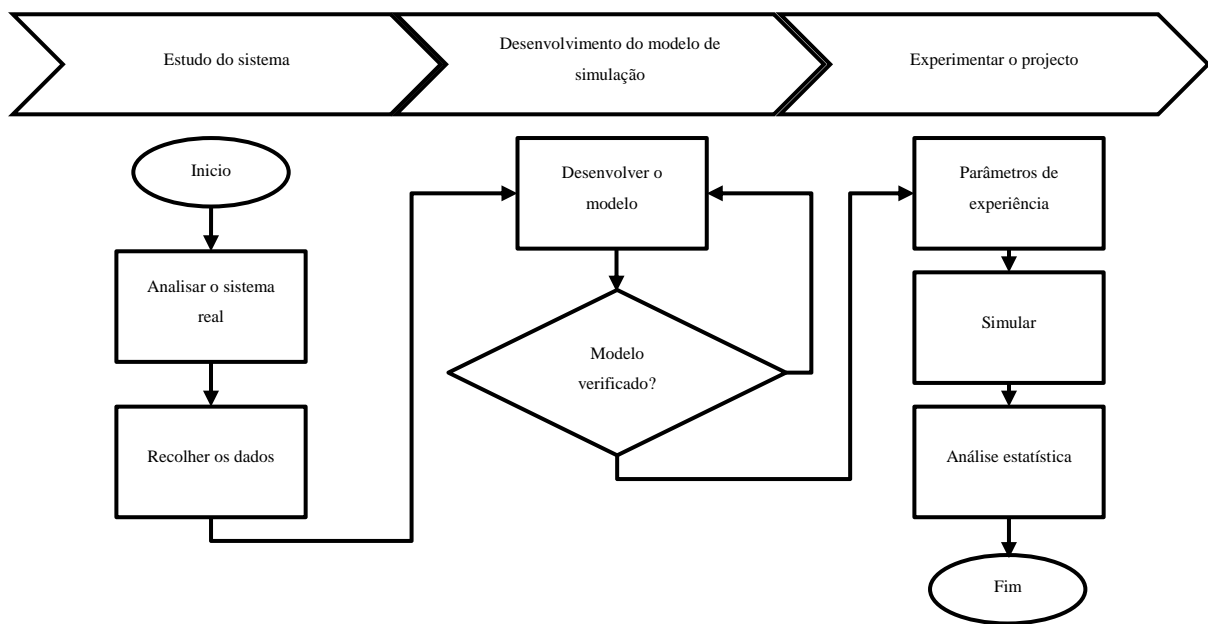 Estudo do sistema
Desenvolvimento do modelo de
simulação
Experimentar o projecto
Inicio
Analisar o sistema
real
Recolher os dados
Desenvolver o
modelo
Modelo
verificado?
Parâmetros de
experiência
Simular
Análise estatística
Fim